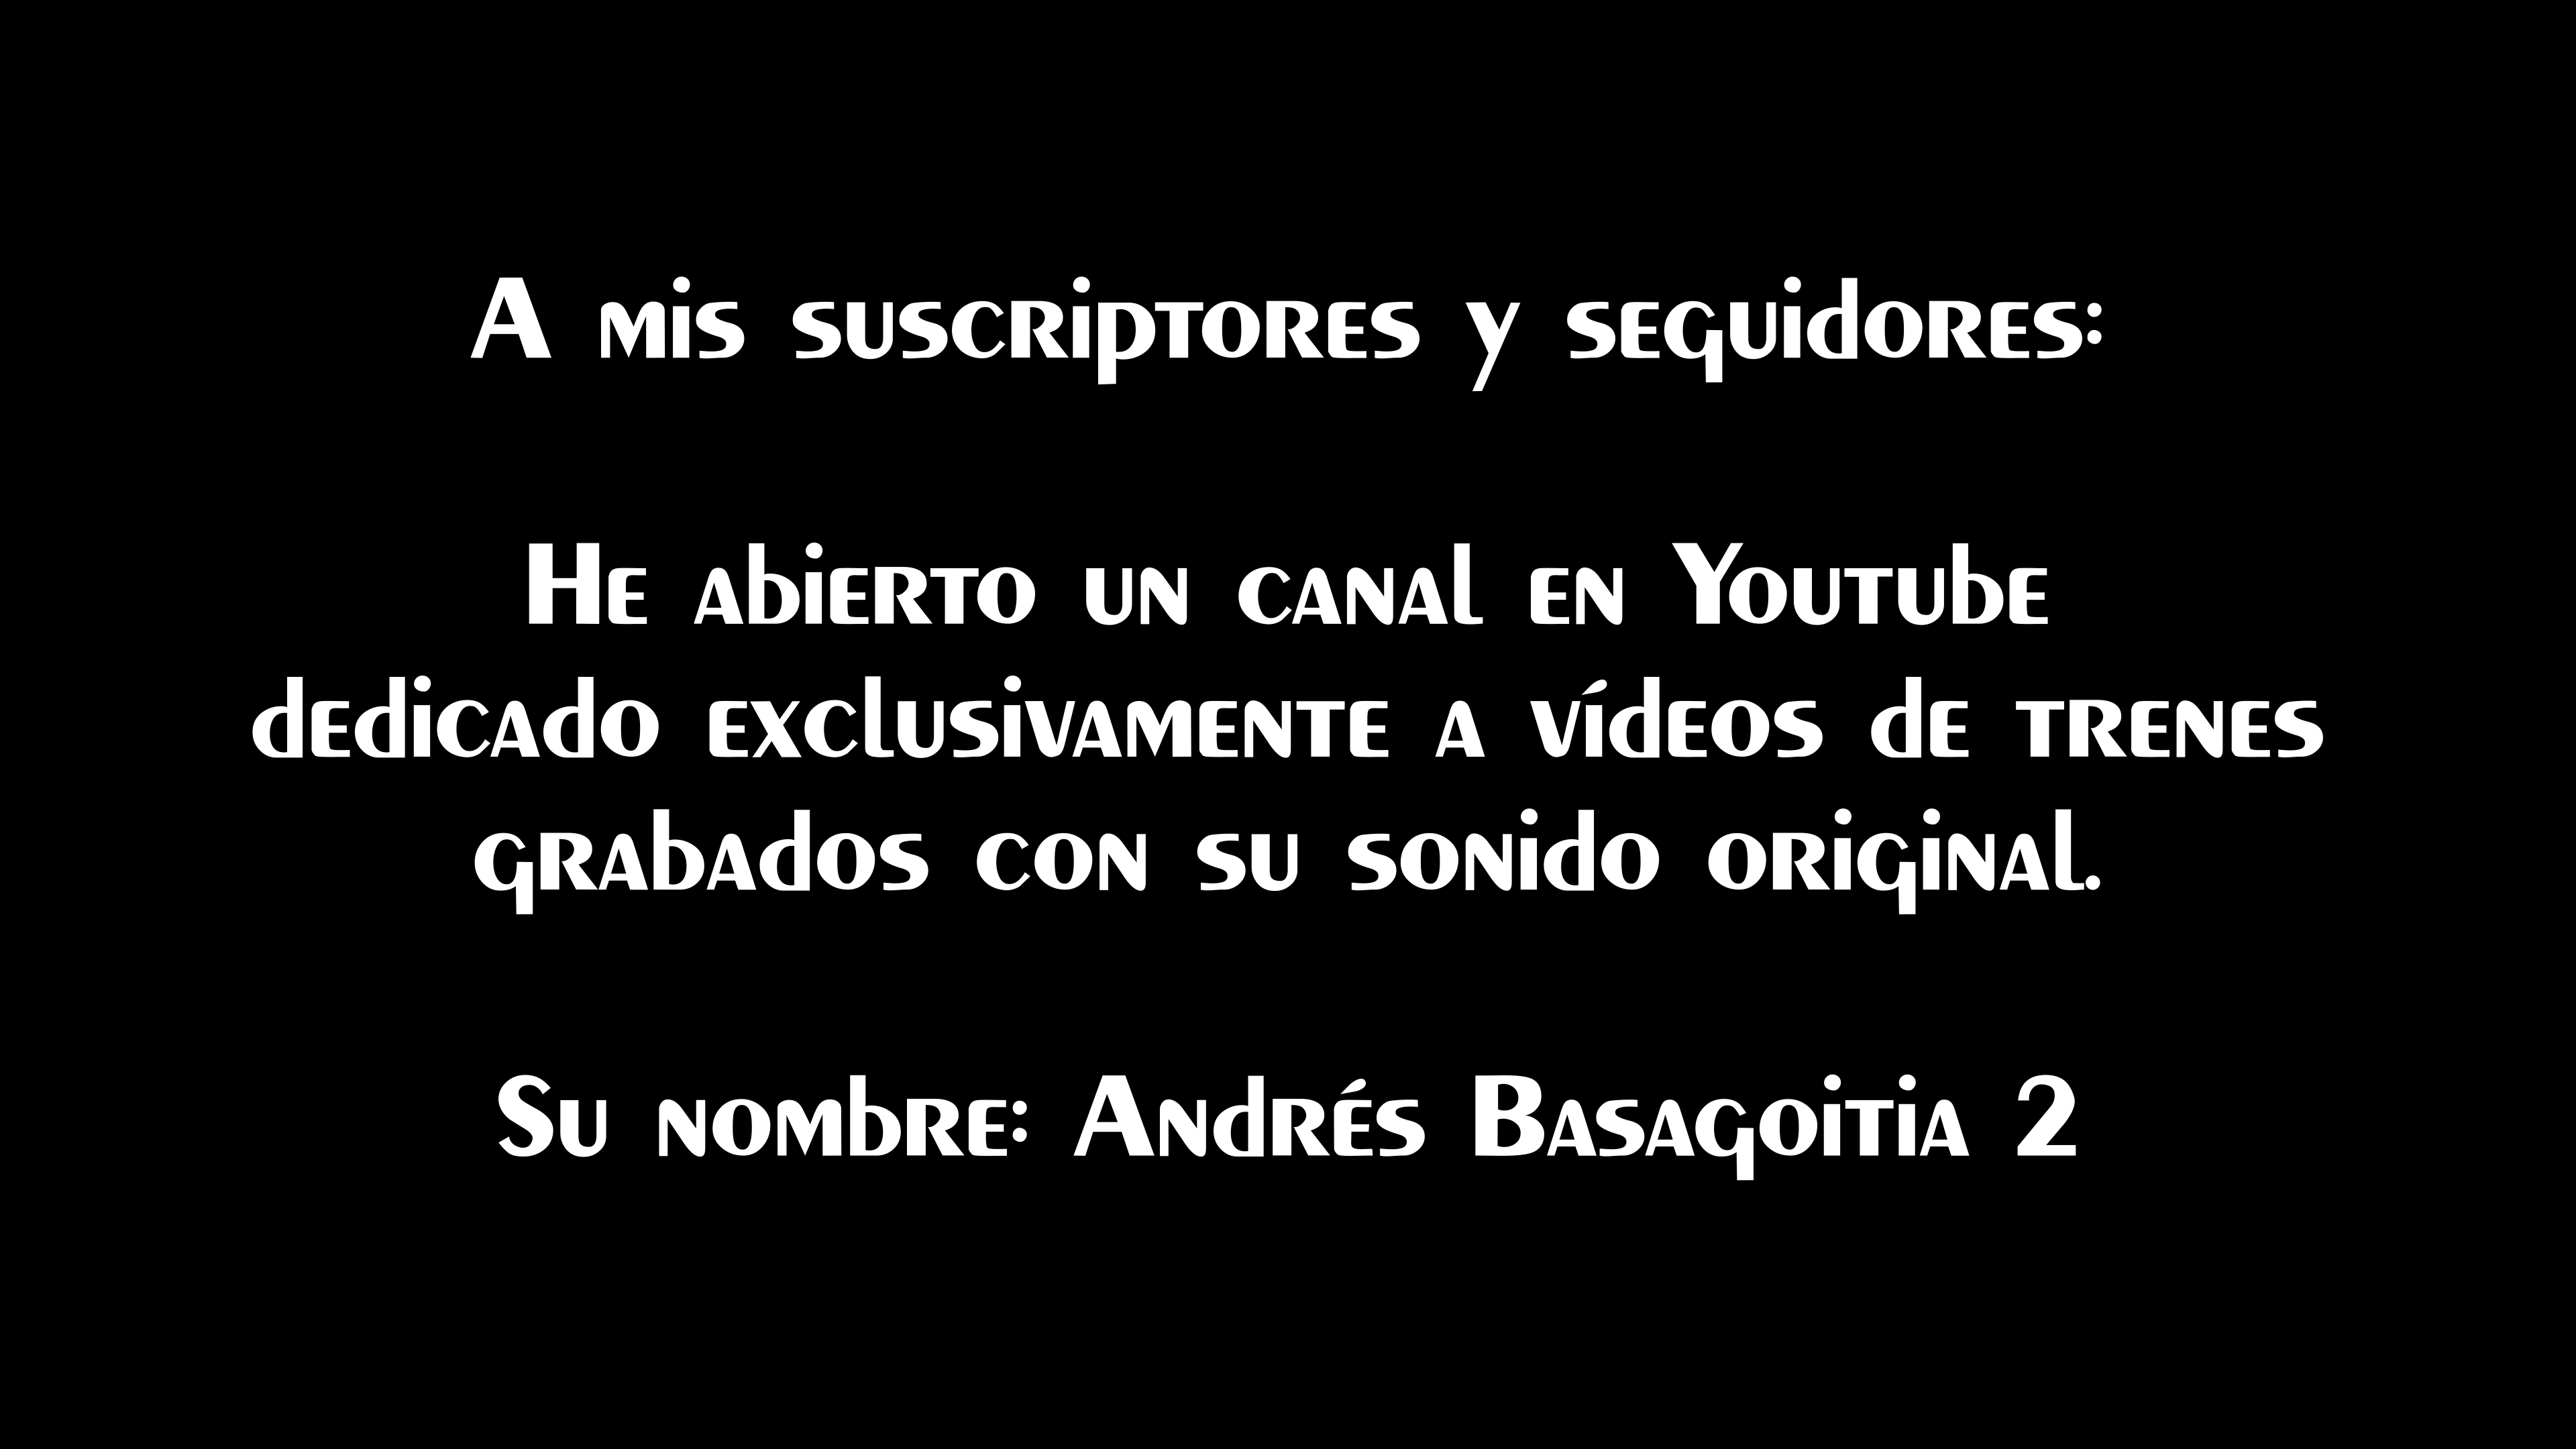 A mis suscriptores y seguidores:
He abierto un canal en Youtube
dedicado exclusivamente a vídeos de trenes
grabados con su sonido original.
Su nombre: Andrés Basagoitia 2